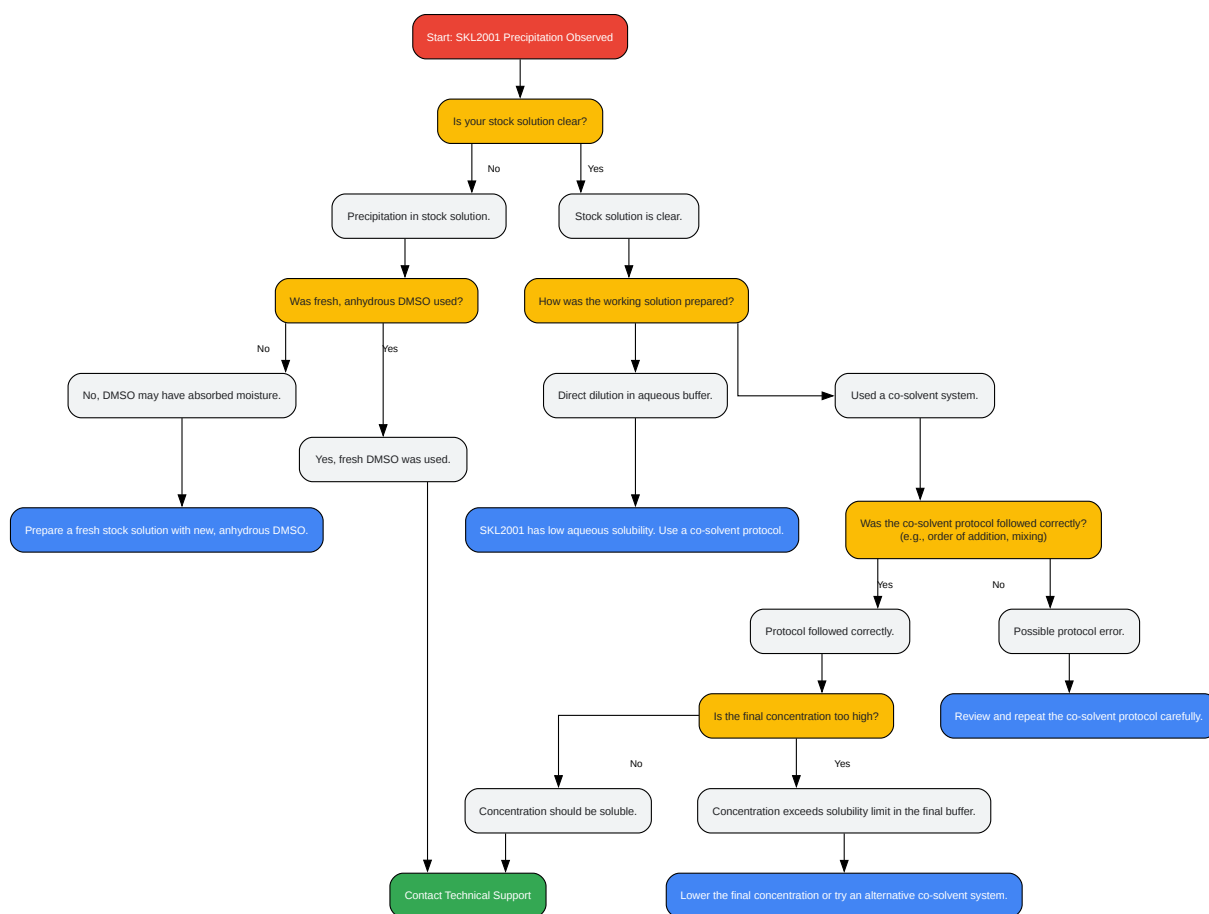 Start: SKL2001 Precipitation Observed
Is your stock solution clear?
No
Yes
Precipitation in stock solution.
Stock solution is clear.
Was fresh, anhydrous DMSO used?
How was the working solution prepared?
No
Yes
No, DMSO may have absorbed moisture.
Direct dilution in aqueous buffer.
Used a co-solvent system.
Yes, fresh DMSO was used.
Prepare a fresh stock solution with new, anhydrous DMSO.
SKL2001 has low aqueous solubility. Use a co-solvent protocol.
Was the co-solvent protocol followed correctly?
(e.g., order of addition, mixing)
Yes
No
Protocol followed correctly.
Possible protocol error.
Is the final concentration too high?
Review and repeat the co-solvent protocol carefully.
No
Yes
Concentration should be soluble.
Concentration exceeds solubility limit in the final buffer.
Contact Technical Support
Lower the final concentration or try an alternative co-solvent system.